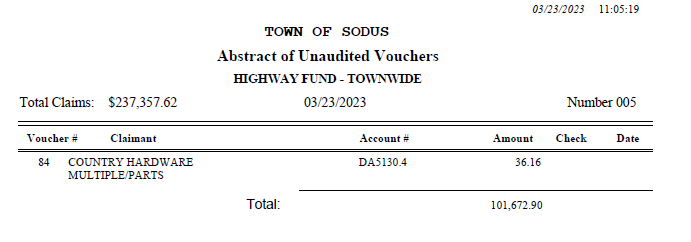 03/23/2023 11:05:19
TOWN OF SODUS
Abstract of Unaudited Vouchers
HIGHWAY FUND - TOWNWIDE
Total Claims: $237,357.62 03/23/2023 Number 005
Voucher # Claimant Account # Amount Check Date
84 COUNTRY HARDWARE DA5130.4 36.16
MULTIPLE/PARTS
Total: 101,672.90